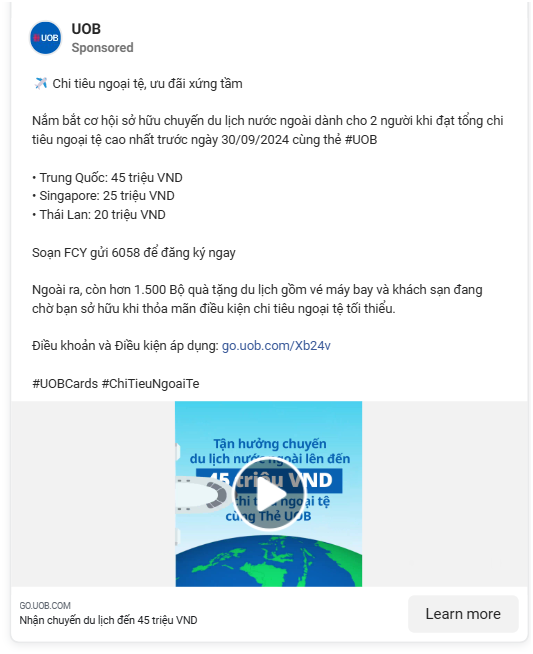 UOB
UOB
Sponsored
✈️ Chi tiêu ngoại tệ, ưu đãi xứng tầm
Nắm bắt cơ hội sở hữu chuyến du lịch nước ngoài dành cho 2 người khi đạt tổng chi
tiêu ngoại tệ cao nhất trước ngày 30/09/2024 cùng thẻ #UOB
• Trung Quốc: 45 triệu VND
• Singapore: 25 triệu VND
• Thái Lan: 20 triệu VND
Soạn FCY gửi 6058 để đăng ký ngay
Ngoài ra, còn hơn 1.500 Bộ quà tặng du lịch gồm vé máy bay và khách sạn đang
chờ bạn sở hữu khi thỏa mãn điều kiện chi tiêu ngoại tệ tối thiểu.
Điều khoản và Điều kiện áp dụng: go.uob.com/Xb24v
#UOBCards #ChiTieuNgoaiTe
Tận hưởng chuyến
du lịch nước ngoài lên đến
45 triệu VND
chi tiêu ngoại tệ
cùng Thẻ UOB
GO.UOB.COM
Nhận chuyến du lịch đến 45 triệu VND
Learn more